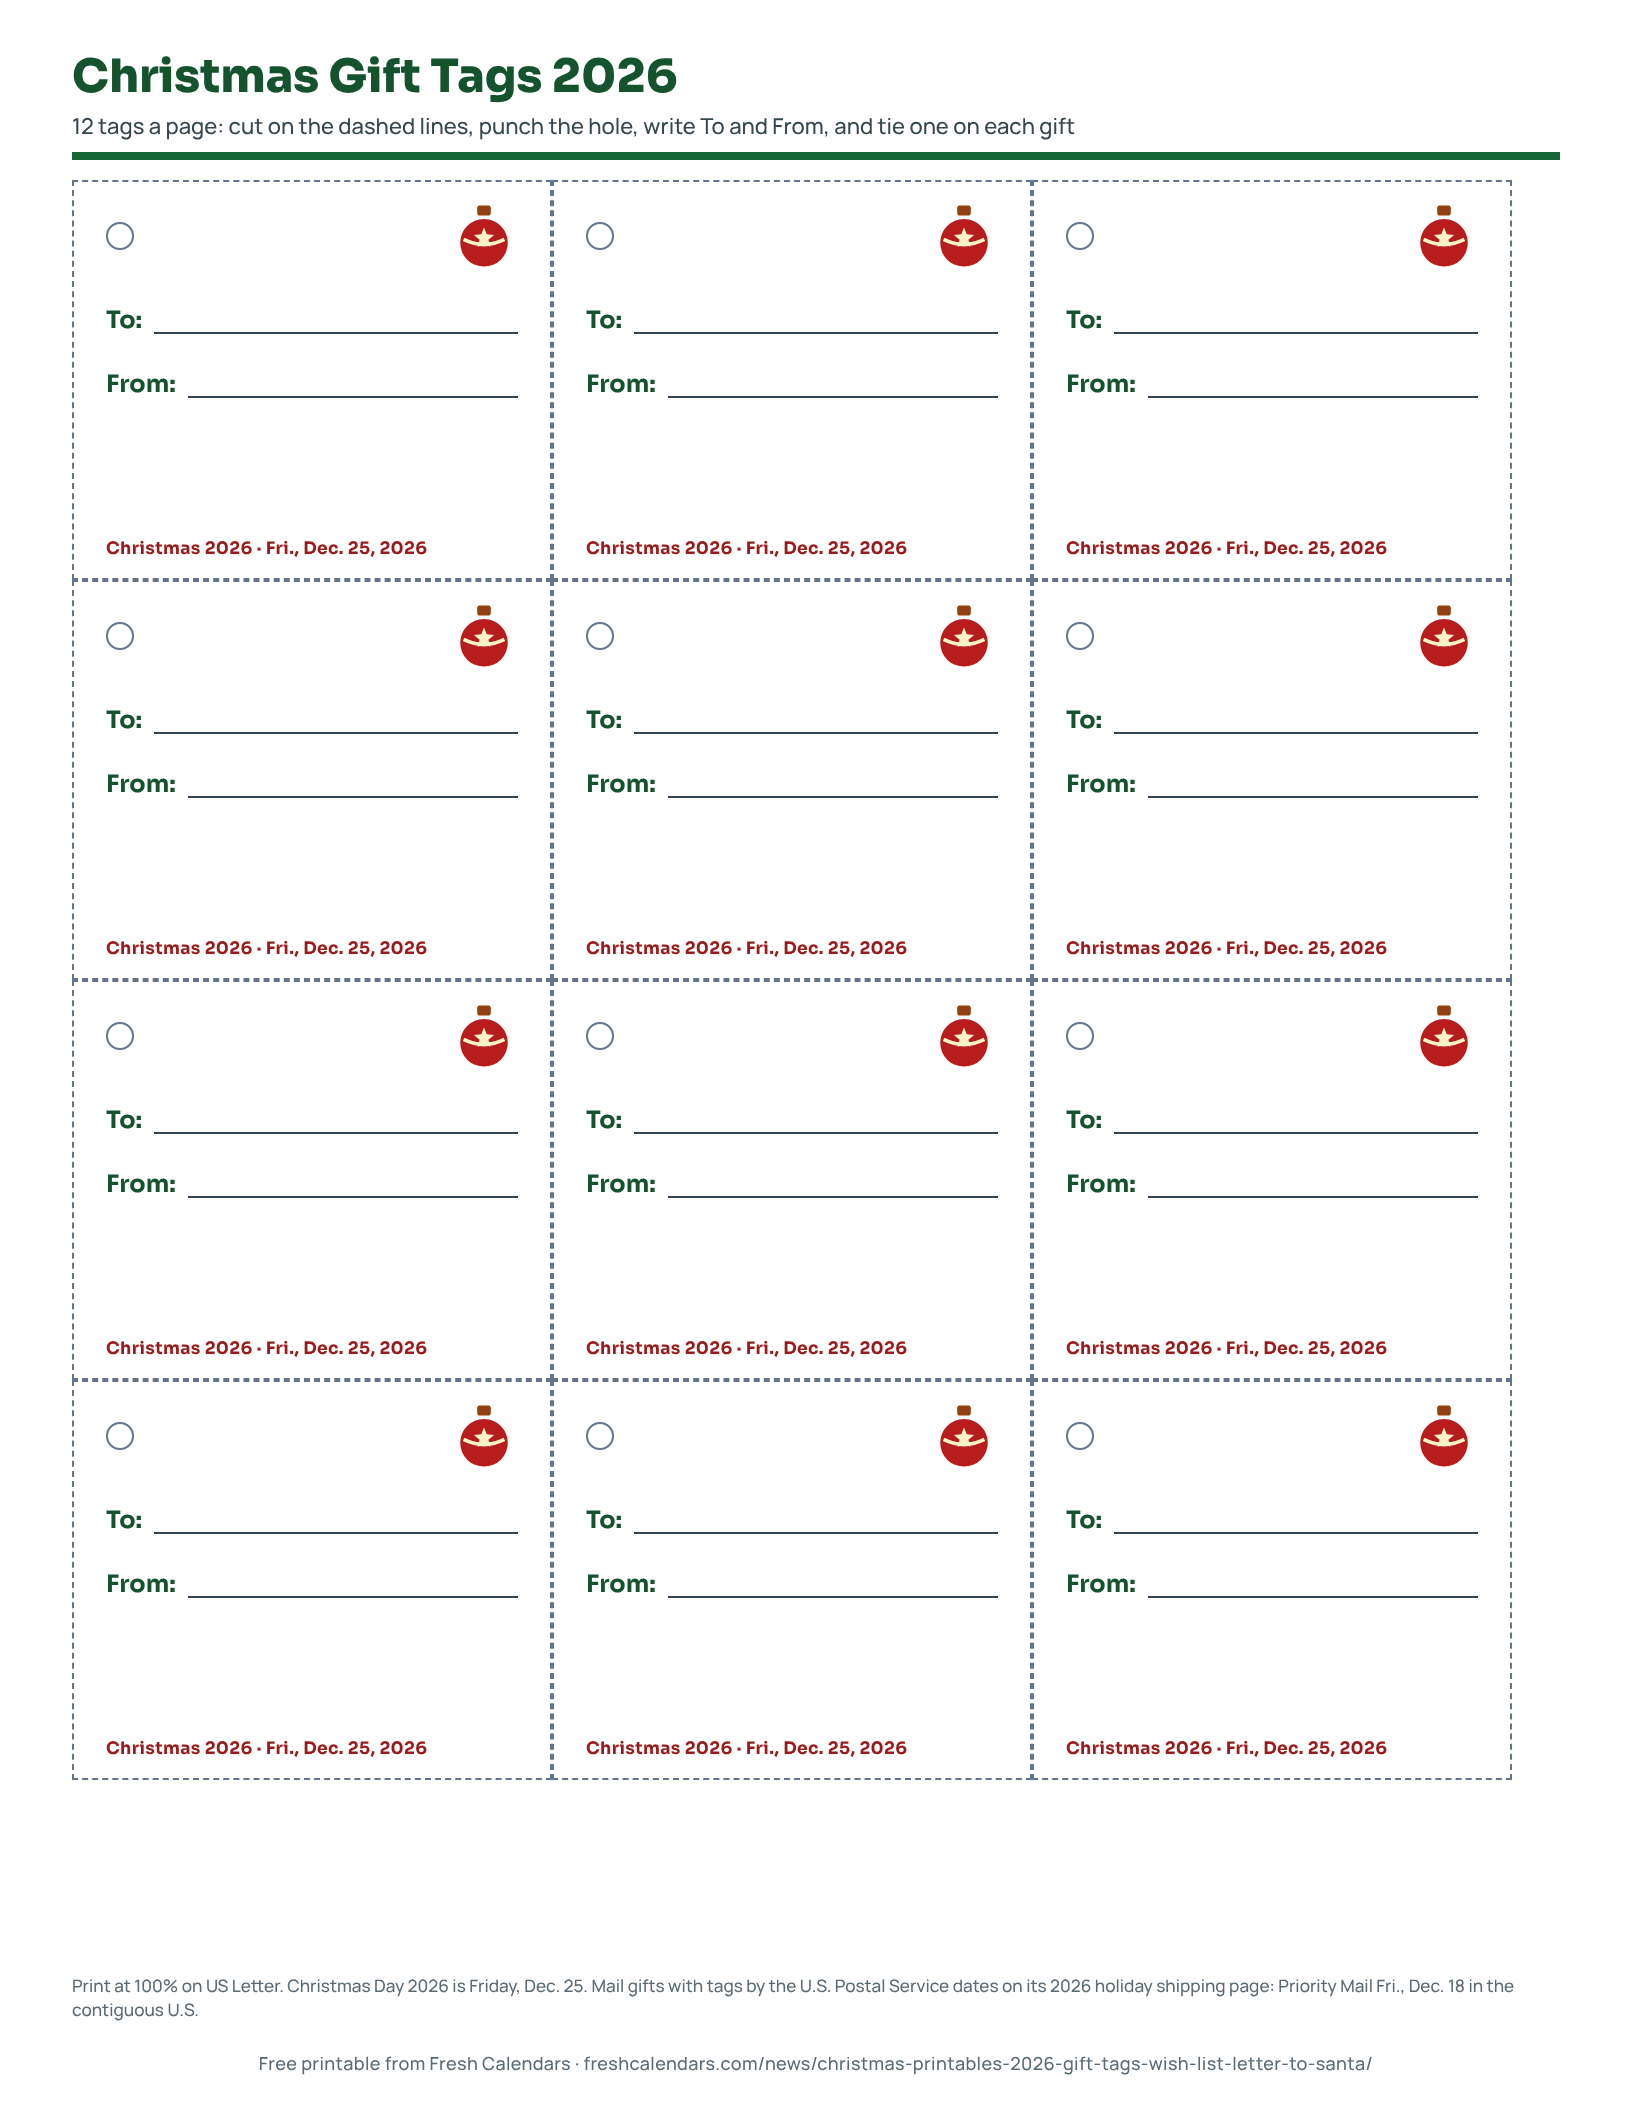 Christmas Gift Tags 2026
12 tags a page: cut on the dashed lines, punch the hole, write To and From, and tie one on each gift
To:
From:
Christmas 2026 · Fri., Dec. 25, 2026
To:
From:
Christmas 2026 · Fri., Dec. 25, 2026
To:
From:
Christmas 2026 · Fri., Dec. 25, 2026
To:
From:
Christmas 2026 · Fri., Dec. 25, 2026
To:
From:
Christmas 2026 · Fri., Dec. 25, 2026
To:
From:
Christmas 2026 · Fri., Dec. 25, 2026
To:
From:
Christmas 2026 · Fri., Dec. 25, 2026
To:
From:
Christmas 2026 · Fri., Dec. 25, 2026
To:
From:
Christmas 2026 · Fri., Dec. 25, 2026
To:
From:
Christmas 2026 · Fri., Dec. 25, 2026
To:
From:
Christmas 2026 · Fri., Dec. 25, 2026
To:
From:
Christmas 2026 · Fri., Dec. 25, 2026
Print at 100% on US Letter. Christmas Day 2026 is Friday, Dec. 25. Mail gifts with tags by the U.S. Postal Service dates on its 2026 holiday shipping page: Priority Mail Fri., Dec. 18 in the
contiguous U.S.
Free printable from Fresh Calendars · freshcalendars.com/news/christmas-printables-2026-gift-tags-wish-list-letter-to-santa/